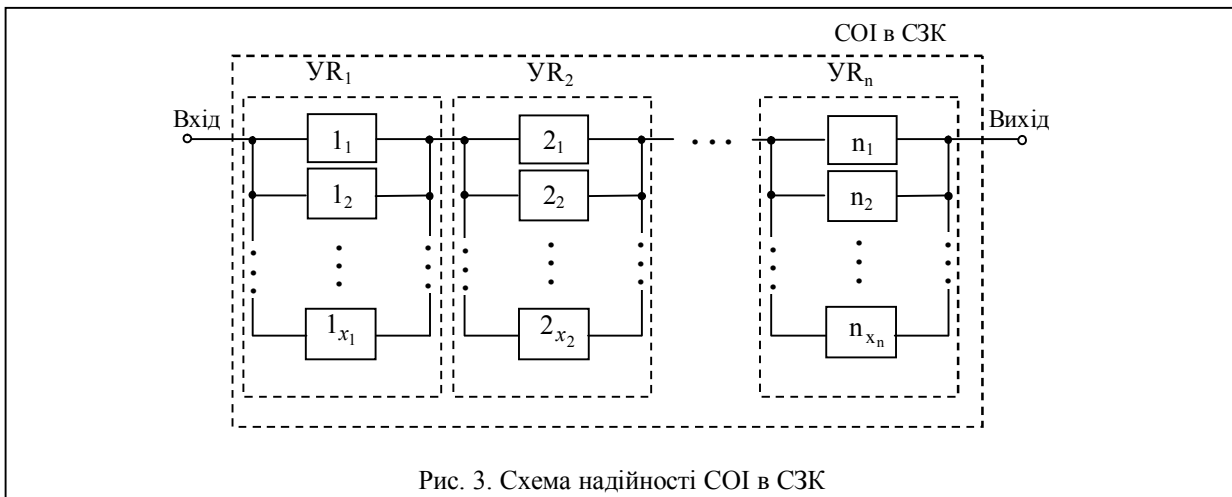 СОІ в СЗК
УR₁ УR₂ УRₙ
Вхід 1₁ 2₁ • • • n₁ Вихід
1₂ 2₂ n₂
1ₓ₁ 2ₓ₂ nₓₙ
Рис. 3. Схема надійності СОІ в СЗК